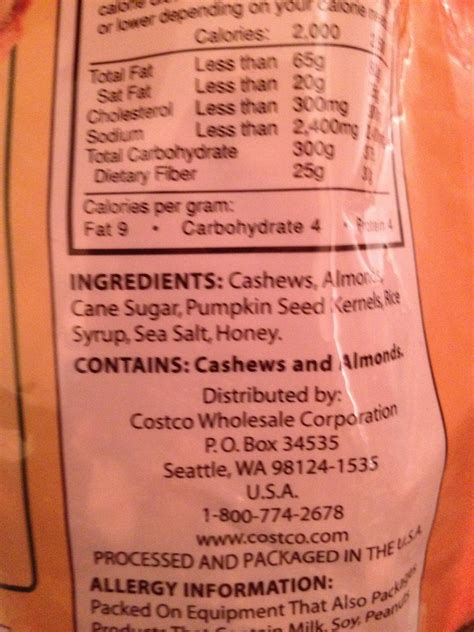 or lower depending on your calorie
Calories: 2,000
Total Fat Less than 65g
Sat Fat Less than 20g
Cholesterol Less than 300mg
Sodium Less than 2,400mg
Total Carbohydrate 300g
Dietary Fiber 25g
Calories per gram:
Fat 9 • Carbohydrate 4 • Protein 4
INGREDIENTS: Cashews, Almonds,
Cane Sugar, Pumpkin Seed Kernels, Rice
Syrup, Sea Salt, Honey.
CONTAINS: Cashews and Almonds.
Distributed by:
Costco Wholesale Corporation
P.O. Box 34535
Seattle, WA 98124-1535
U.S.A.
1-800-774-2678
www.costco.com
PROCESSED AND PACKAGED IN THE U.S.A.
ALLERGY INFORMATION:
Packed On Equipment That Also Packages
Products That Contain Milk, Soy, Peanuts